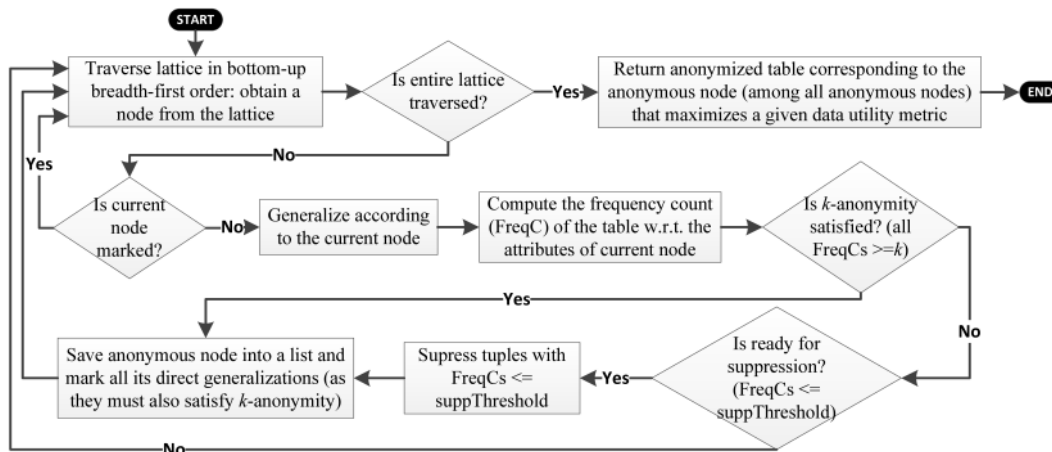 START
Traverse lattice in bottom-up
breadth-first order: obtain a
node from the lattice
Is entire lattice
traversed?
Yes
Return anonymized table corresponding to the
anonymous node (among all anonymous nodes)
that maximizes a given data utility metric
END
Yes
No
Is current
node
marked?
No
Generalize according
to the current node
Compute the frequency count
(FreqC) of the table w.r.t. the
attributes of current node
Is k-anonymity
satisfied? (all
FreqCs >=k)
Yes
No
Save anonymous node into a list and
mark all its direct generalizations (as
they must also satisfy k-anonymity)
Supress tuples with
FreqCs <=
suppThreshold
Yes
Is ready for
suppression?
(FreqCs <=
suppThreshold)
No